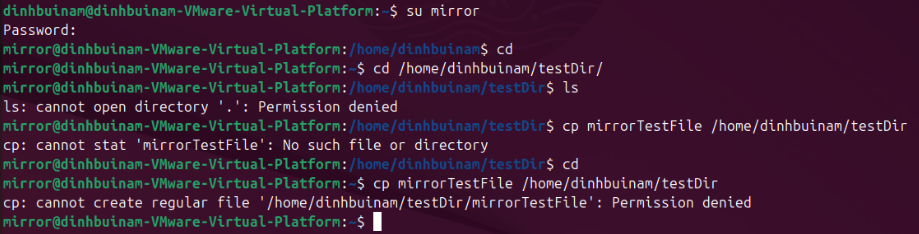 dinhbuinam@dinhbuinam-VMware-Virtual-Platform:~$ su mirror
Password:
mirror@dinhbuinam-VMware-Virtual-Platform:/home/dinhbuinam$ cd
mirror@dinhbuinam-VMware-Virtual-Platform:~$ cd /home/dinhbuinam/testDir/
mirror@dinhbuinam-VMware-Virtual-Platform:/home/dinhbuinam/testDir$ ls
ls: cannot open directory '.': Permission denied
mirror@dinhbuinam-VMware-Virtual-Platform:/home/dinhbuinam/testDir$ cp mirrorTestFile /home/dinhbuinam/testDir
cp: cannot stat 'mirrorTestFile': No such file or directory
mirror@dinhbuinam-VMware-Virtual-Platform:/home/dinhbuinam/testDir$ cd
mirror@dinhbuinam-VMware-Virtual-Platform:~$ cp mirrorTestFile /home/dinhbuinam/testDir
cp: cannot create regular file '/home/dinhbuinam/testDir/mirrorTestFile': Permission denied
mirror@dinhbuinam-VMware-Virtual-Platform:~$